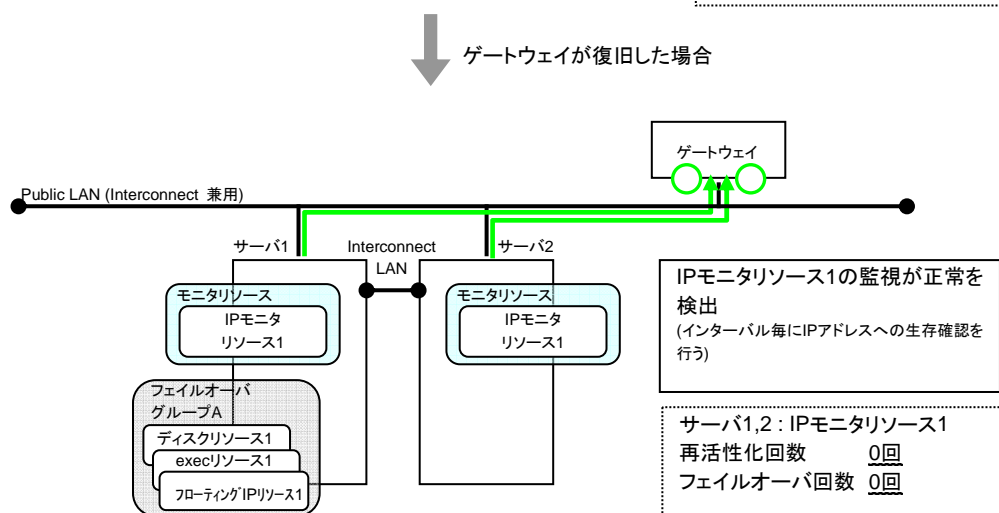 ゲートウェイが復旧した場合
ゲートウェイ
Public LAN (Interconnect 兼用)
サーバ1
Interconnect
LAN
サーバ2
モニタリソース
IPモニタ
リソース1
モニタリソース
IPモニタ
リソース1
フェイルオーバ
グループA
ディスクリソース1
execリソース1
フローティングIPリソース1
IPモニタリソース1の監視が正常を
検出
(インターバル毎にIPアドレスへの生存確認を
行う)
サーバ1,2 : IPモニタリソース1
再活性化回数 0回
フェイルオーバ回数 0回